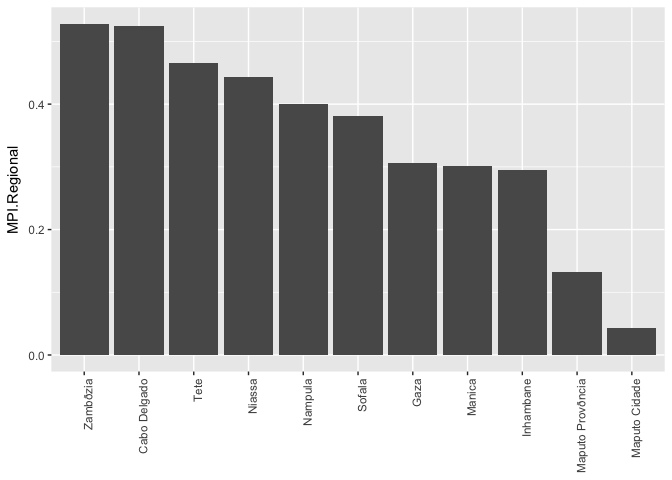 MPI.Regional
0.4
0.2
0.0
Zambõzia
Cabo Delgado
Tete
Niassa
Nampula
Sofala
Gaza
Manica
Inhambane
Maputo Provõncia
Maputo Cidade